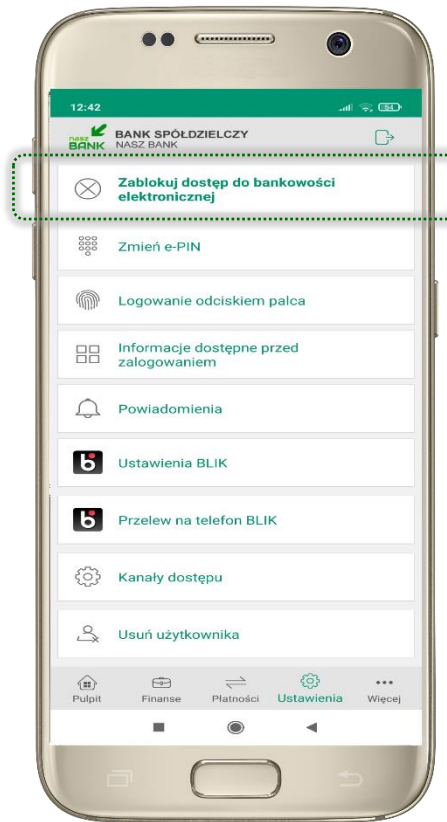 12:42
54
nasz
BANK
BANK SPÓŁDZIELCZY
NASZ BANK
Zablokuj dostęp do bankowości
elektronicznej
Zmień e-PIN
Logowanie odciskiem palca
Informacje dostępne przed
zalogowaniem
Powiadomienia
Ustawienia BLIK
Przelew na telefon BLIK
Kanały dostępu
Usuń użytkownika
Pulpit Finanse Płatności Ustawienia Więcej